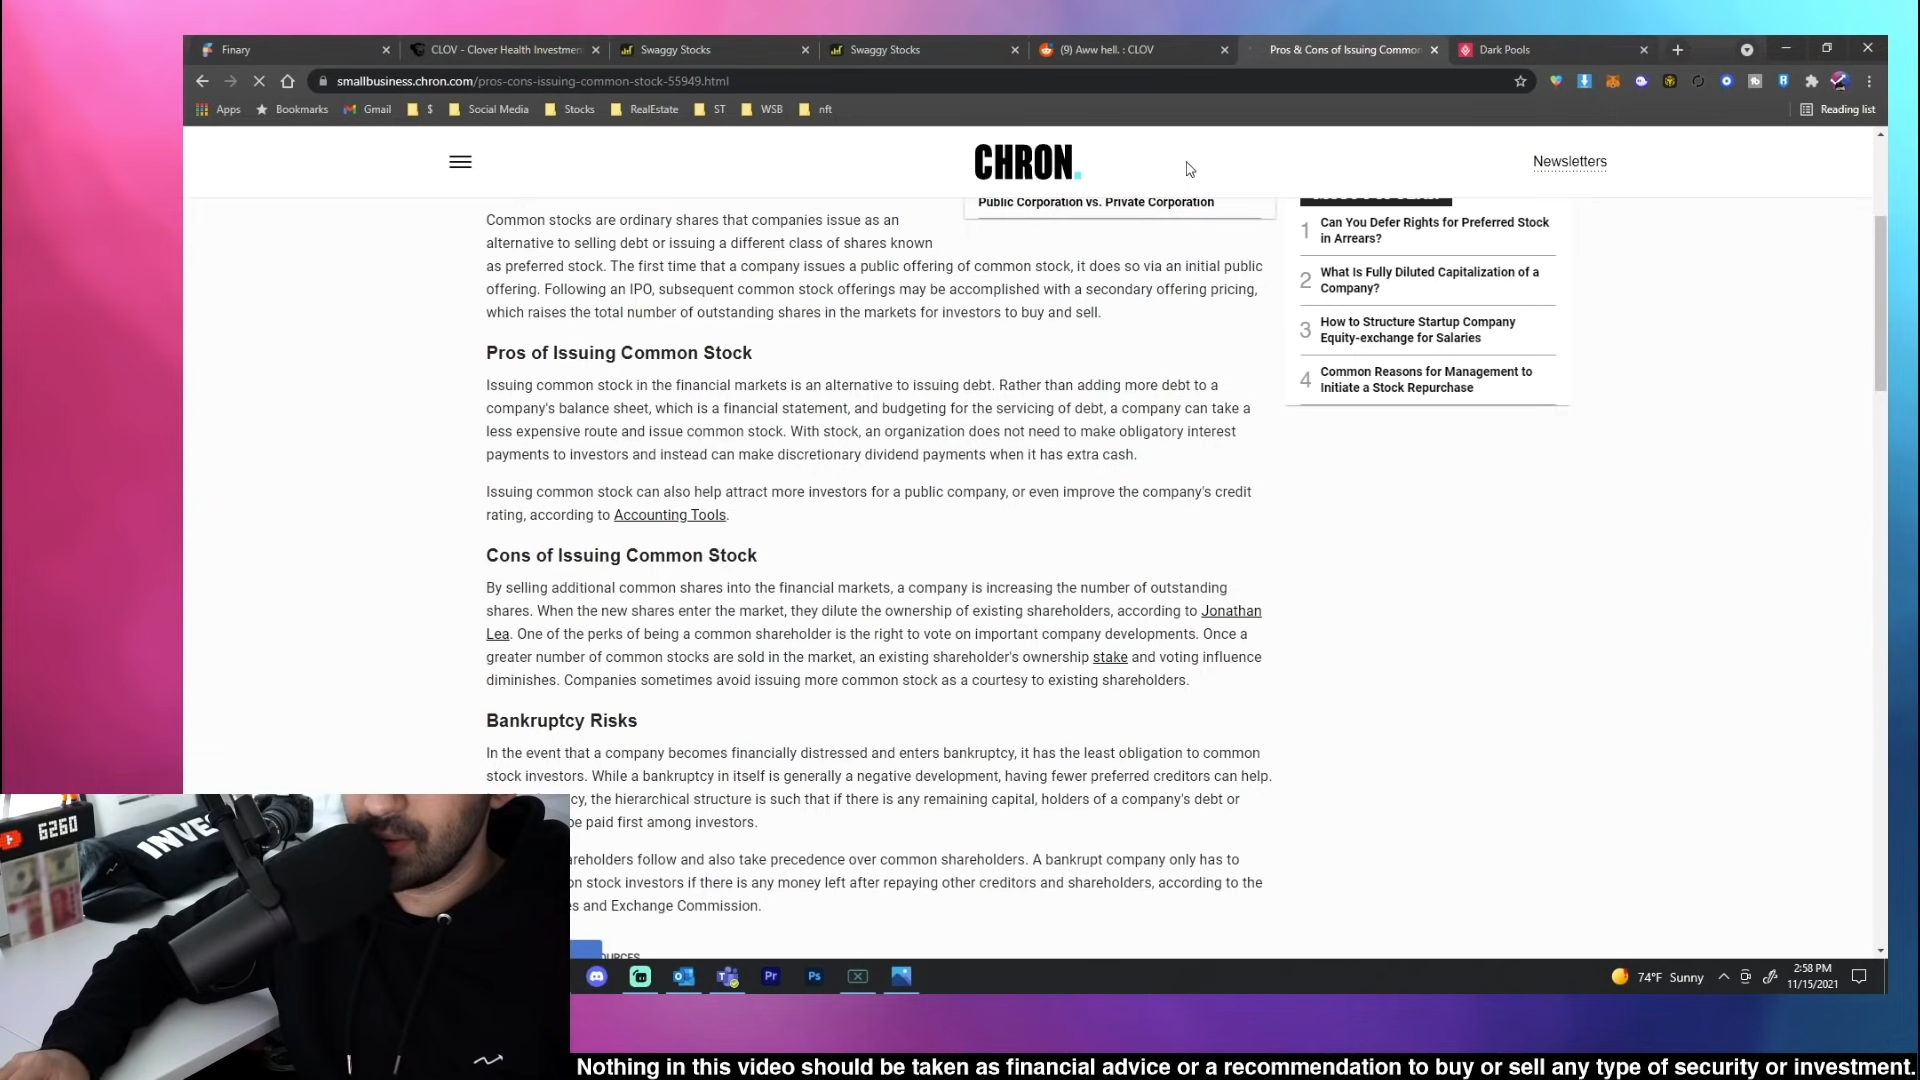 Finary
CLOV - Clover Health Investmen
Swaggy Stocks
Swaggy Stocks
(9) Aww hell. : CLOV
Pros & Cons of Issuing Commo
Dark Pools
smallbusiness.chron.com/pros-cons-issuing-common-stock-55949.html
Apps
Bookmarks
Gmail
$
Social Media
Stocks
RealEstate
ST
WSB
nft
Reading list
CHRON.
Newsletters
Public Corporation vs. Private Corporation
Common stocks are ordinary shares that companies issue as an
alternative to selling debt or issuing a different class of shares known
as preferred stock. The first time that a company issues a public offering of common stock, it does so via an initial public
offering. Following an IPO, subsequent common stock offerings may be accomplished with a secondary offering pricing,
which raises the total number of outstanding shares in the markets for investors to buy and sell.
Pros of Issuing Common Stock
Issuing common stock in the financial markets is an alternative to issuing debt. Rather than adding more debt to a
company's balance sheet, which is a financial statement, and budgeting for the servicing of debt, a company can take a
less expensive route and issue common stock. With stock, an organization does not need to make obligatory interest
payments to investors and instead can make discretionary dividend payments when it has extra cash.
Issuing common stock can also help attract more investors for a public company, or even improve the company's credit
rating, according to Accounting Tools.
Cons of Issuing Common Stock
By selling additional common shares into the financial markets, a company is increasing the number of outstanding
shares. When the new shares enter the market, they dilute the ownership of existing shareholders, according to Jonathan
Lea. One of the perks of being a common shareholder is the right to vote on important company developments. Once a
greater number of common stocks are sold in the market, an existing shareholder's ownership stake and voting influence
diminishes. Companies sometimes avoid issuing more common stock as a courtesy to existing shareholders.
Bankruptcy Risks
In the event that a company becomes financially distressed and enters bankruptcy, it has the least obligation to common
stock investors. While a bankruptcy in itself is generally a negative development, having fewer preferred creditors can help.
cy, the hierarchical structure is such that if there is any remaining capital, holders of a company's debt or
be paid first among investors.
areholders follow and also take precedence over common shareholders. A bankrupt company only has to
on stock investors if there is any money left after repaying other creditors and shareholders, according to the
es and Exchange Commission.
1 Can You Defer Rights for Preferred Stock
in Arrears?
2 What Is Fully Diluted Capitalization of a
Company?
3 How to Structure Startup Company
Equity-exchange for Salaries
4 Common Reasons for Management to
Initiate a Stock Repurchase
6260
INVES
Pr
Ps
74°F Sunny
2:58 PM
11/15/2021
Nothing in this video should be taken as financial advice or a recommendation to buy or sell any type of security or investment.